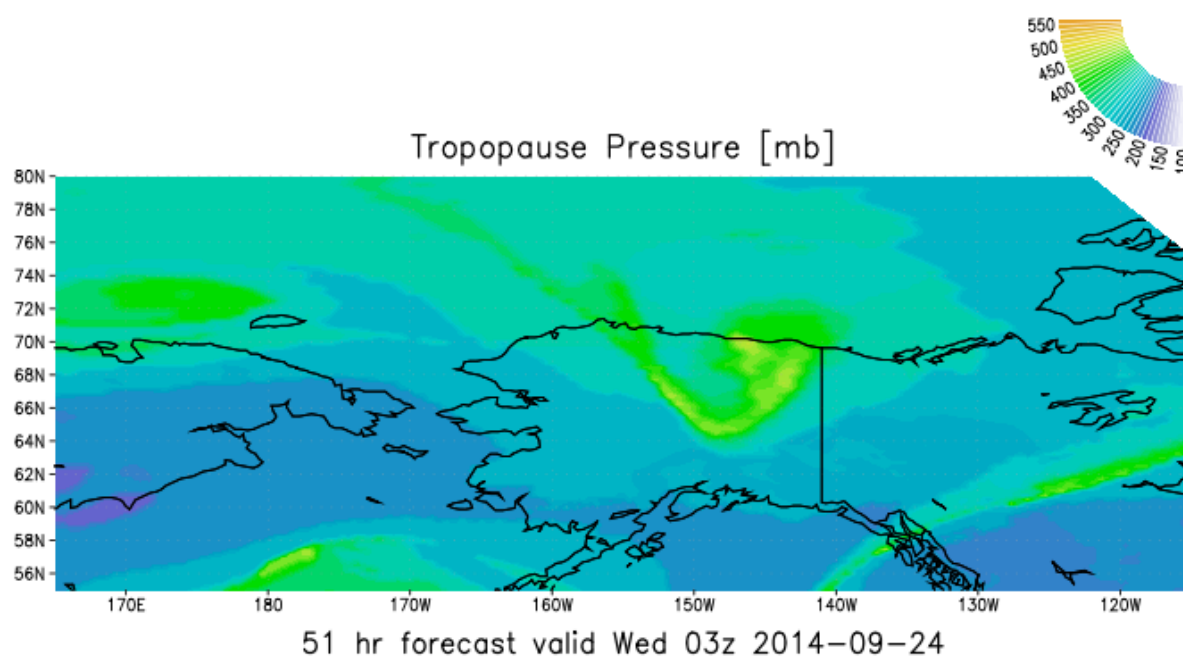 550
500
450
400
350
300
250
200
150
100
Tropopause Pressure [mb]
80N
78N
76N
74N
72N
70N
68N
66N
64N
62N
60N
58N
56N
170E 180 170W 160W 150W 140W 130W 120W
51 hr forecast valid Wed 03z 2014-09-24